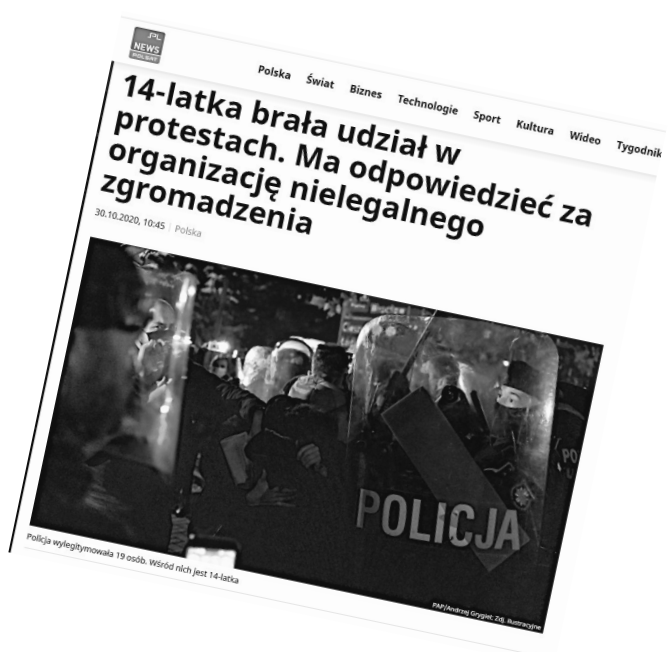 .PL
NEWS
POLSAT
Polska Świat Biznes Technologie Sport Kultura Wideo Tygodnik
14-latka brała udział w
protestach. Ma odpowiedzieć za
organizację nielegalnego
zgromadzenia
30.10.2020, 10:45 | Polska
POLICJA
PO
Policja wylegitymowała 19 osób. Wśród nich jest 14-latka
PAP/Andrzej Grygiel; Zdj. ilustracyjne